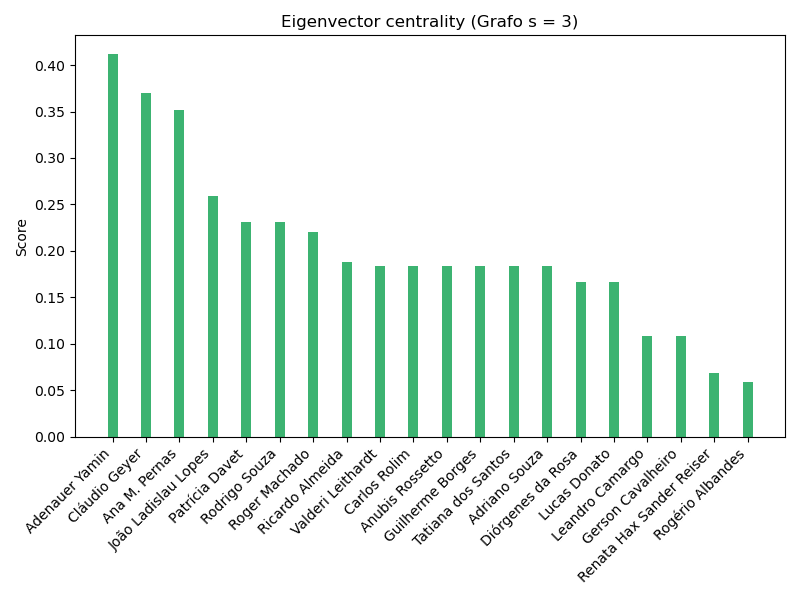 Eigenvector centrality (Grafo s = 3)
Score
0.40
0.35
0.30
0.25
0.20
0.15
0.10
0.05
0.00
Adenauer Yamin
Cláudio Geyer
Ana M. Pernas
João Ladislau Lopes
Patrícia Davet
Rodrigo Souza
Roger Machado
Ricardo Almeida
Valderi Leithardt
Carlos Rolim
Anubis Rossetto
Guilherme Borges
Tatiana dos Santos
Adriano Souza
Diórgenes da Rosa
Lucas Donato
Leandro Camargo
Gerson Cavalheiro
Renata Hax Sander Reiser
Rogério Albandes